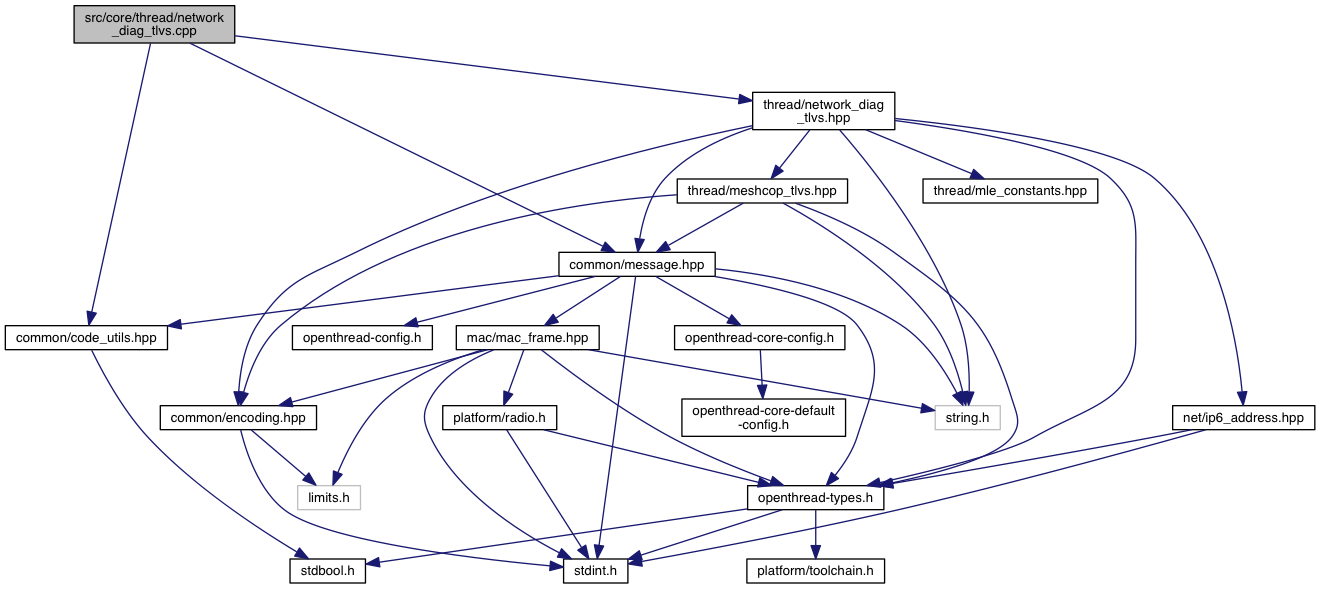 src/core/thread/network
_diag_tlvs.cpp
thread/network_diag
_tlvs.hpp
thread/meshcop_tlvs.hpp
thread/mle_constants.hpp
common/message.hpp
common/code_utils.hpp
openthread-config.h
mac/mac_frame.hpp
openthread-core-config.h
common/encoding.hpp
platform/radio.h
openthread-core-default
-config.h
string.h
net/ip6_address.hpp
limits.h
openthread-types.h
stdbool.h
stdint.h
platform/toolchain.h